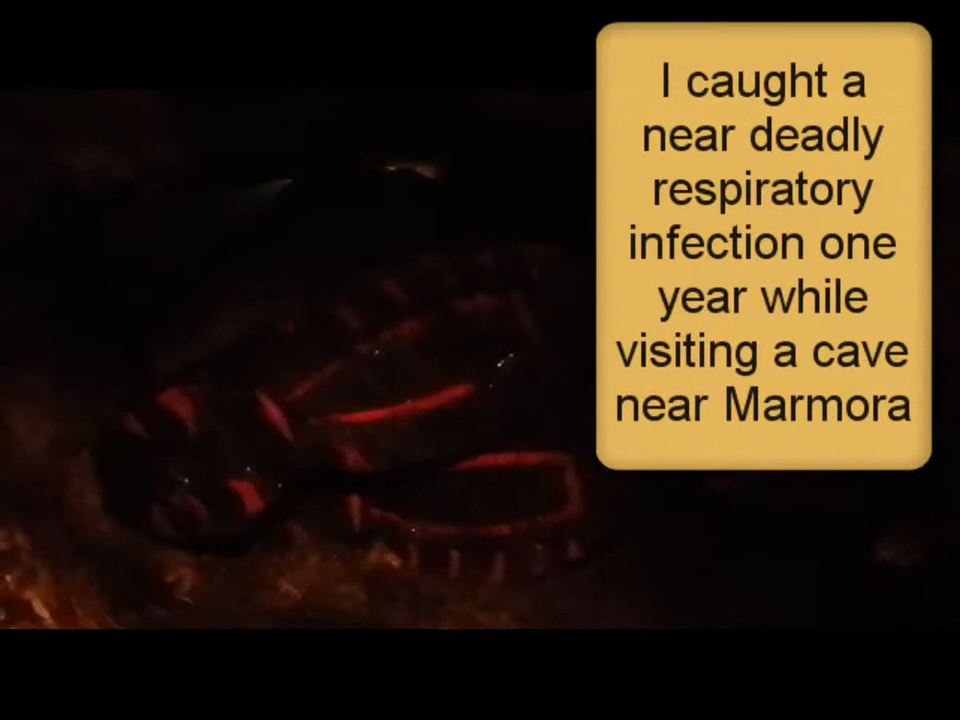 I caught a
near deadly
respiratory
infection one
year while
visiting a cave
near Marmora